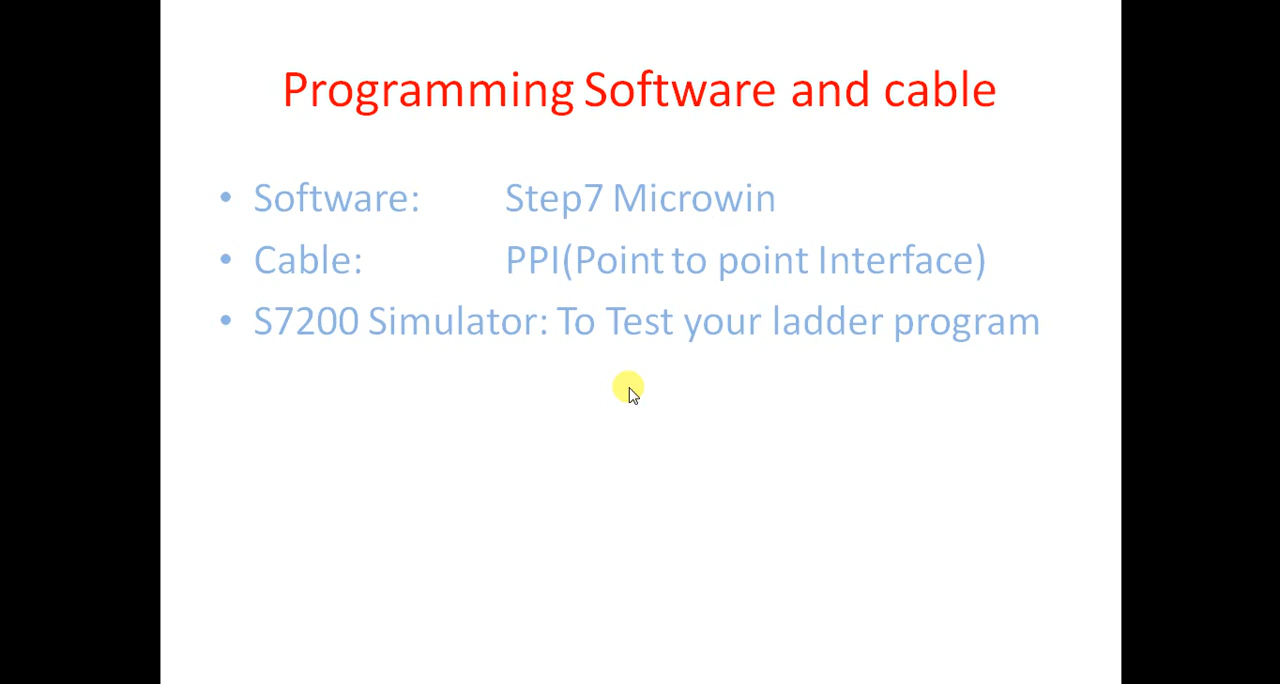 Programming Software and cable
• Software: Step7 Microwin
• Cable: PPI(Point to point Interface)
• S7200 Simulator: To Test your ladder program